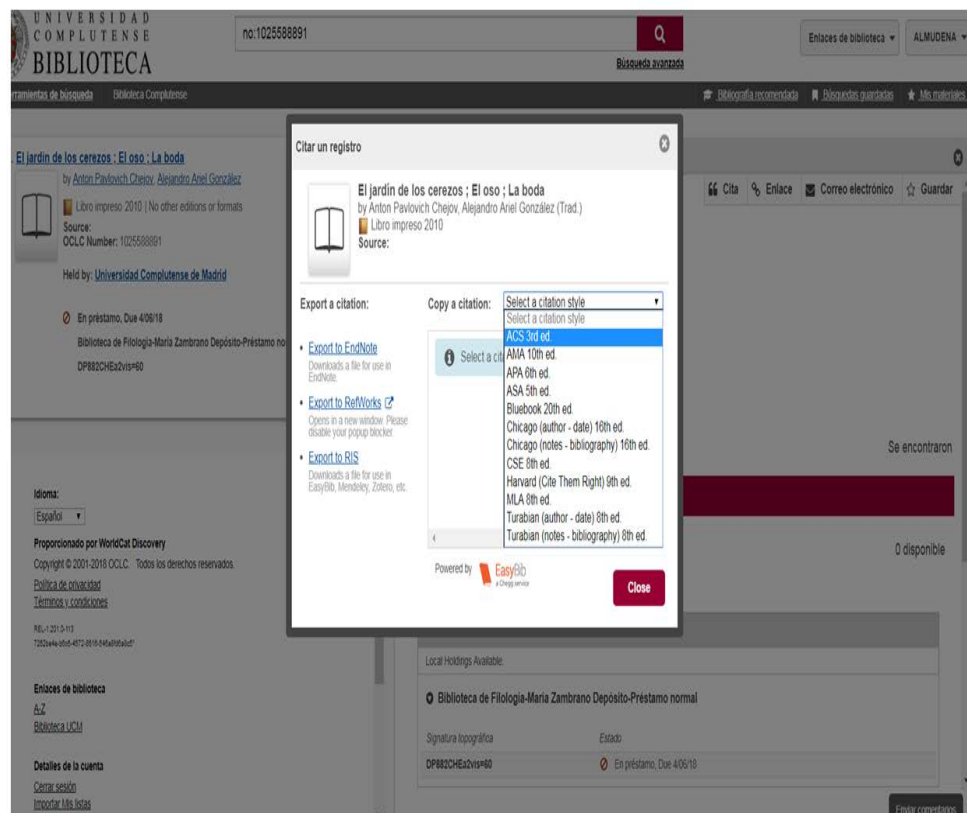 UNIVERSIDAD
COMPLUTENSE
BIBLIOTECA
no:1025588891
Búsqueda avanzada
Enlaces de biblioteca
ALMUDENA
rramientas de búsqueda
Biblioteca Complutense
Bibliografía recomendada
Búsquedas guardadas
Mis materiales
El jardín de los cerezos ; El oso ; La boda
by Anton Pavlovich Chejov, Alejandro Ariel González
Libro impreso 2010 | No other editions or formats
Source:
OCLC Number: 1025588891
Held by: Universidad Complutense de Madrid
En préstamo, Due 4/06/18
Biblioteca de Filología-María Zambrano Depósito-Préstamo no
DP882CHEa2vis=60
Cita
Enlace
Correo electrónico
Guardar
Citar un registro
El jardín de los cerezos ; El oso ; La boda
by Anton Pavlovich Chejov, Alejandro Ariel González (Trad.)
Libro impreso 2010
Source:
Export a citation:
Export to EndNote
Downloads a file for use in
EndNote.
Export to RefWorks
Opens in a new window. Please
disable your popup blocker.
Export to RIS
Downloads a file for use in
EasyBib, Mendeley, Zotero, etc.
Copy a citation:
Select a citation style
Select a citation style
ACS 3rd ed.
AMA 10th ed.
APA 6th ed.
ASA 5th ed.
Bluebook 20th ed.
Chicago (author - date) 16th ed.
Chicago (notes - bibliography) 16th ed.
CSE 8th ed.
Harvard (Cite Them Right) 9th ed.
MLA 8th ed.
Turabian (author - date) 8th ed.
Turabian (notes - bibliography) 8th ed.
Select a cit
Powered by
EasyBib
a Chegg service
Close
Se encontraron
0 disponible
Idioma:
Español
Proporcionado por WorldCat Discovery
Copyright © 2001-2018 OCLC. Todos los derechos reservados.
Política de privacidad
Términos y condiciones
Enlaces de biblioteca
A-Z
Biblioteca UCM
Detalles de la cuenta
Cerrar sesión
Importar Mis listas
Local Holdings Available:
Biblioteca de Filología-María Zambrano Depósito-Préstamo normal
Signatura topográfica
Estado
DP882CHEa2vis=60
En préstamo, Due 4/06/18
Enviar comentarios